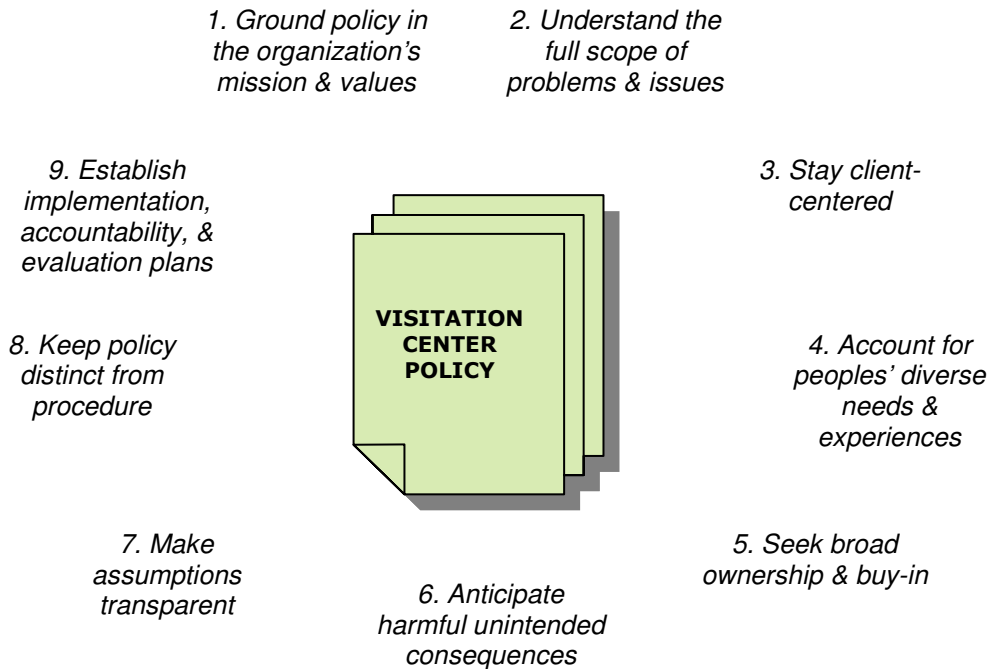 1. Ground policy in
the organization’s
mission & values
2. Understand the
full scope of
problems & issues
3. Stay client-
centered
4. Account for
peoples’ diverse
needs &
experiences
5. Seek broad
ownership & buy-in
6. Anticipate
harmful unintended
consequences
7. Make
assumptions
transparent
8. Keep policy
distinct from
procedure
9. Establish
implementation,
accountability, &
evaluation plans
VISITATION
CENTER
POLICY